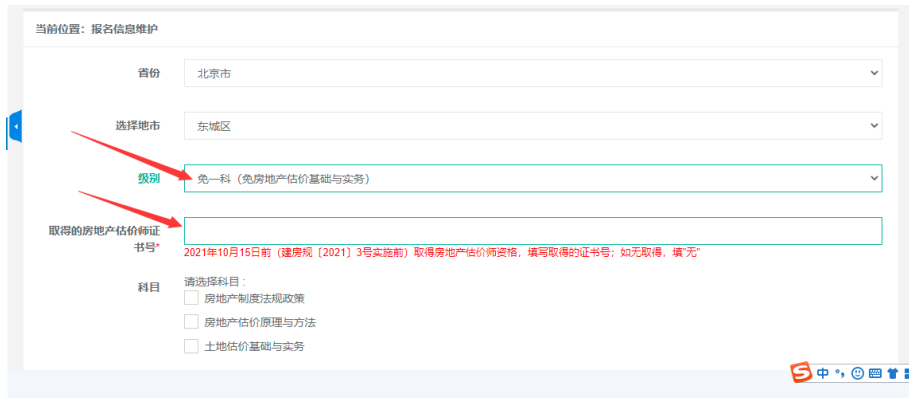 当前位置：报名信息维护
省份
北京市
选择地市
东城区
级别
免一科（免房地产估价基础与实务）
取得的房地产估价师证
书号*
2021年10月15日前（建房规〔2021〕3号实施前）取得房地产估价师资格，填写取得的证书号；如无取得，填"无"
科目
请选择科目：
房地产制度法规政策
房地产估价原理与方法
土地估价基础与实务
S 中